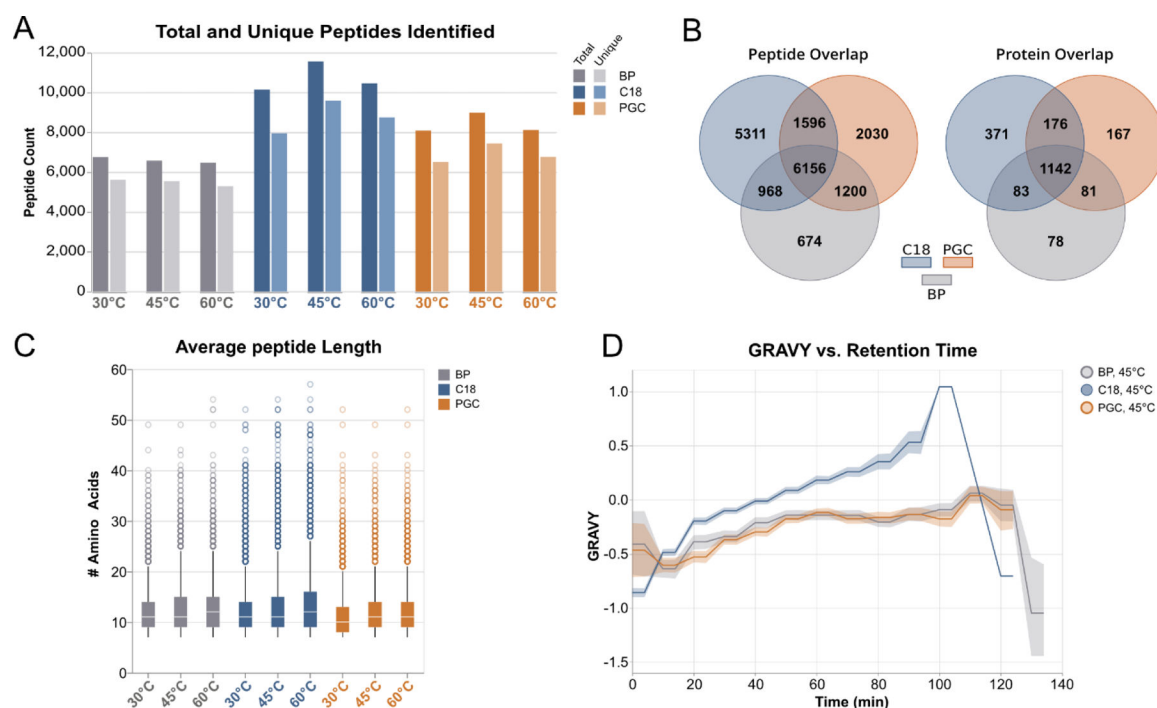 A
Total and Unique Peptides Identified
12,000
10,000
8,000
6,000
4,000
2,000
0
Peptide Count
30°C 45°C 60°C 30°C 45°C 60°C 30°C 45°C 60°C
Total Unique
BP
C18
PGC
B
Peptide Overlap
5311 1596 2030
6156
968 1200
674
Protein Overlap
371 176 167
1142
83 81
78
C18 PGC
BP
C
Average peptide Length
60
50
40
30
20
10
0
# Amino Acids
30°C 45°C 60°C 30°C 45°C 60°C 30°C 45°C 60°C
BP
C18
PGC
D
GRAVY vs. Retention Time
1.0
0.5
0.0
-0.5
-1.0
-1.5
GRAVY
0 20 40 60 80 100 120 140
Time (min)
BP, 45°C
C18, 45°C
PGC, 45°C